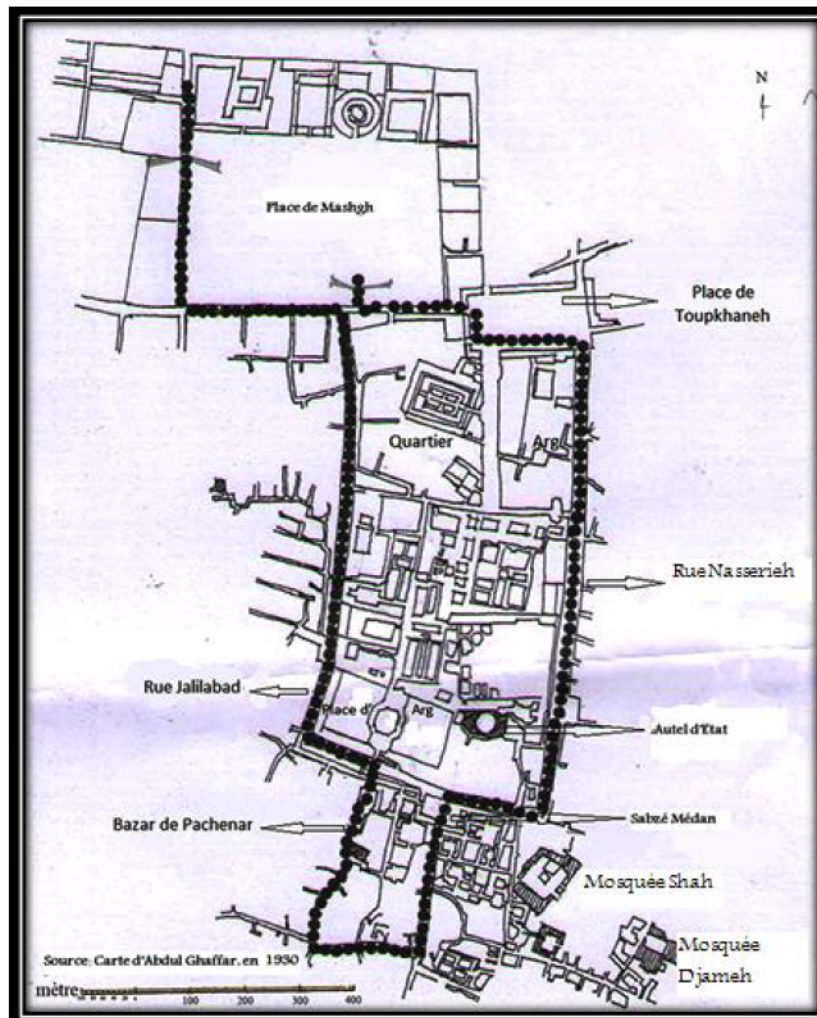 N
Place de Mashgh
Place de
Toupkhaneh
Quartier
Arg
Rue Nasserieh
Rue Jalilabad
Place d'
Arg
Autel d'Etat
Bazar de Pachenar
Sabzé Médan
Mosquée Shah
Mosquée
Djameh
Source: Carte d'Abdul Ghaffar, en 1930
mètre
100
200
300
400